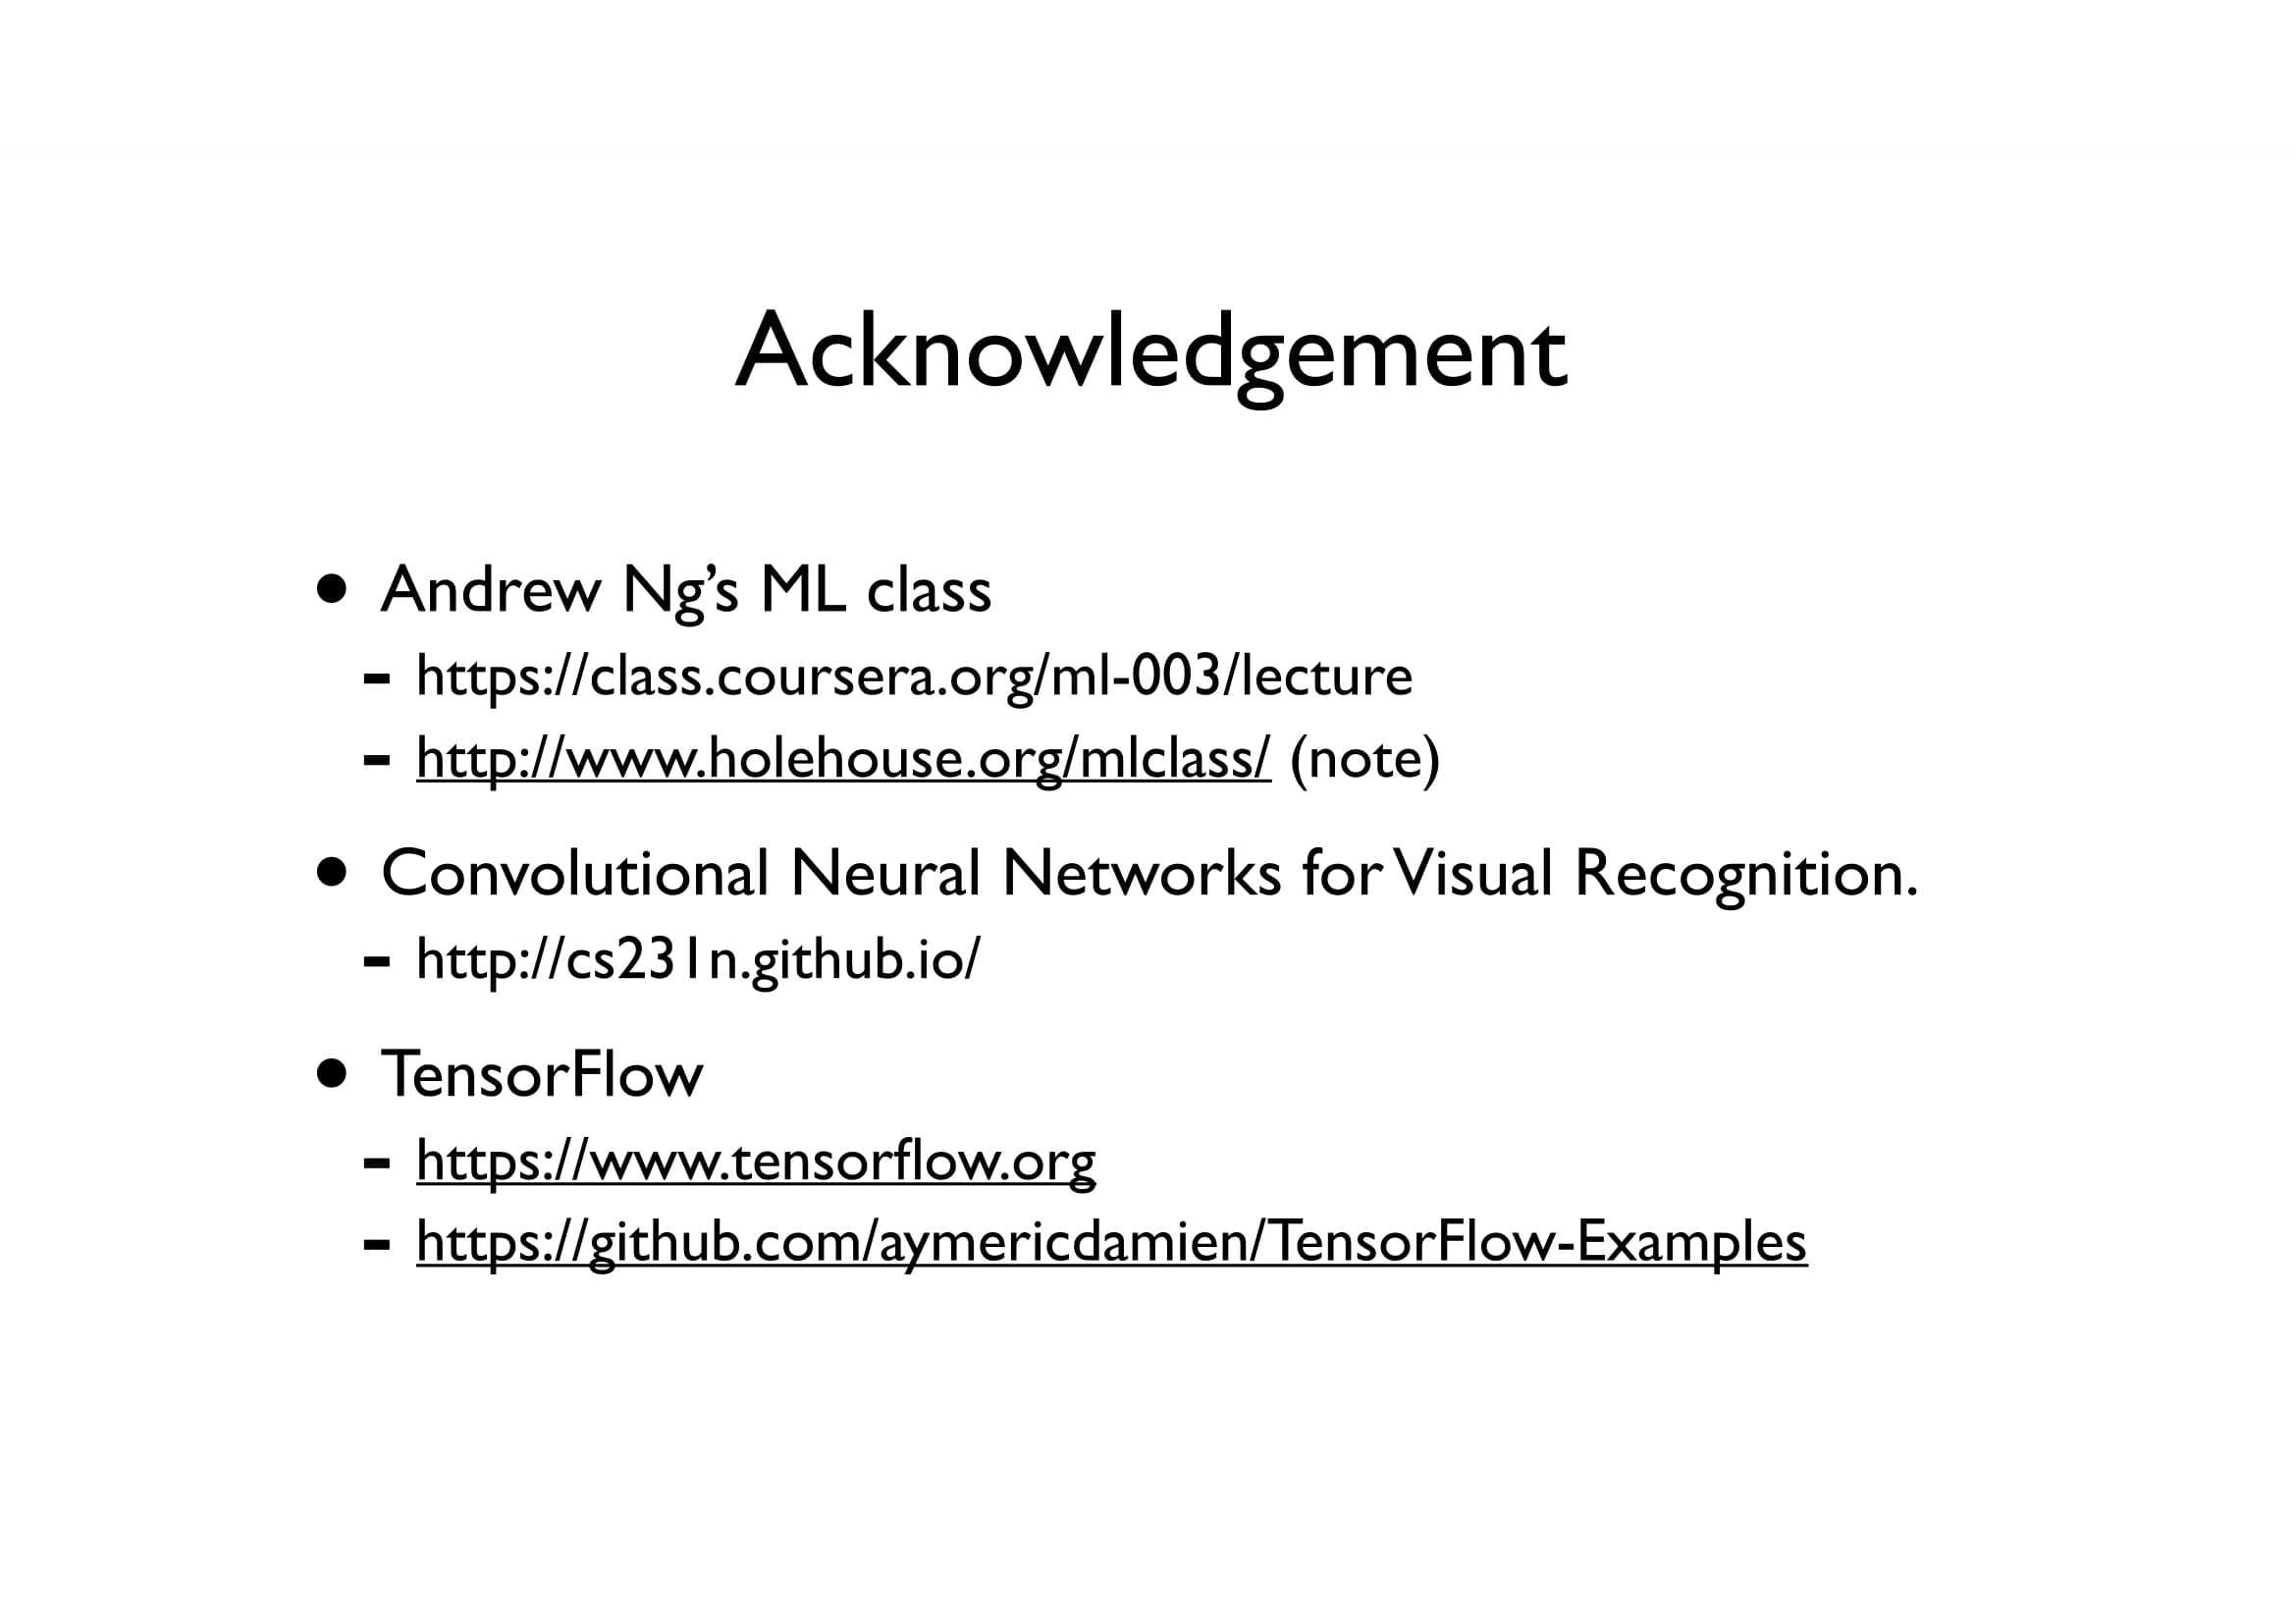 Acknowledgement
• Andrew Ng’s ML class
- https://class.coursera.org/ml-003/lecture
- http://www.holehouse.org/mlclass/ (note)
• Convolutional Neural Networks for Visual Recognition.
- http://cs231n.github.io/
• TensorFlow
- https://www.tensorflow.org
- https://github.com/aymericdamien/TensorFlow-Examples